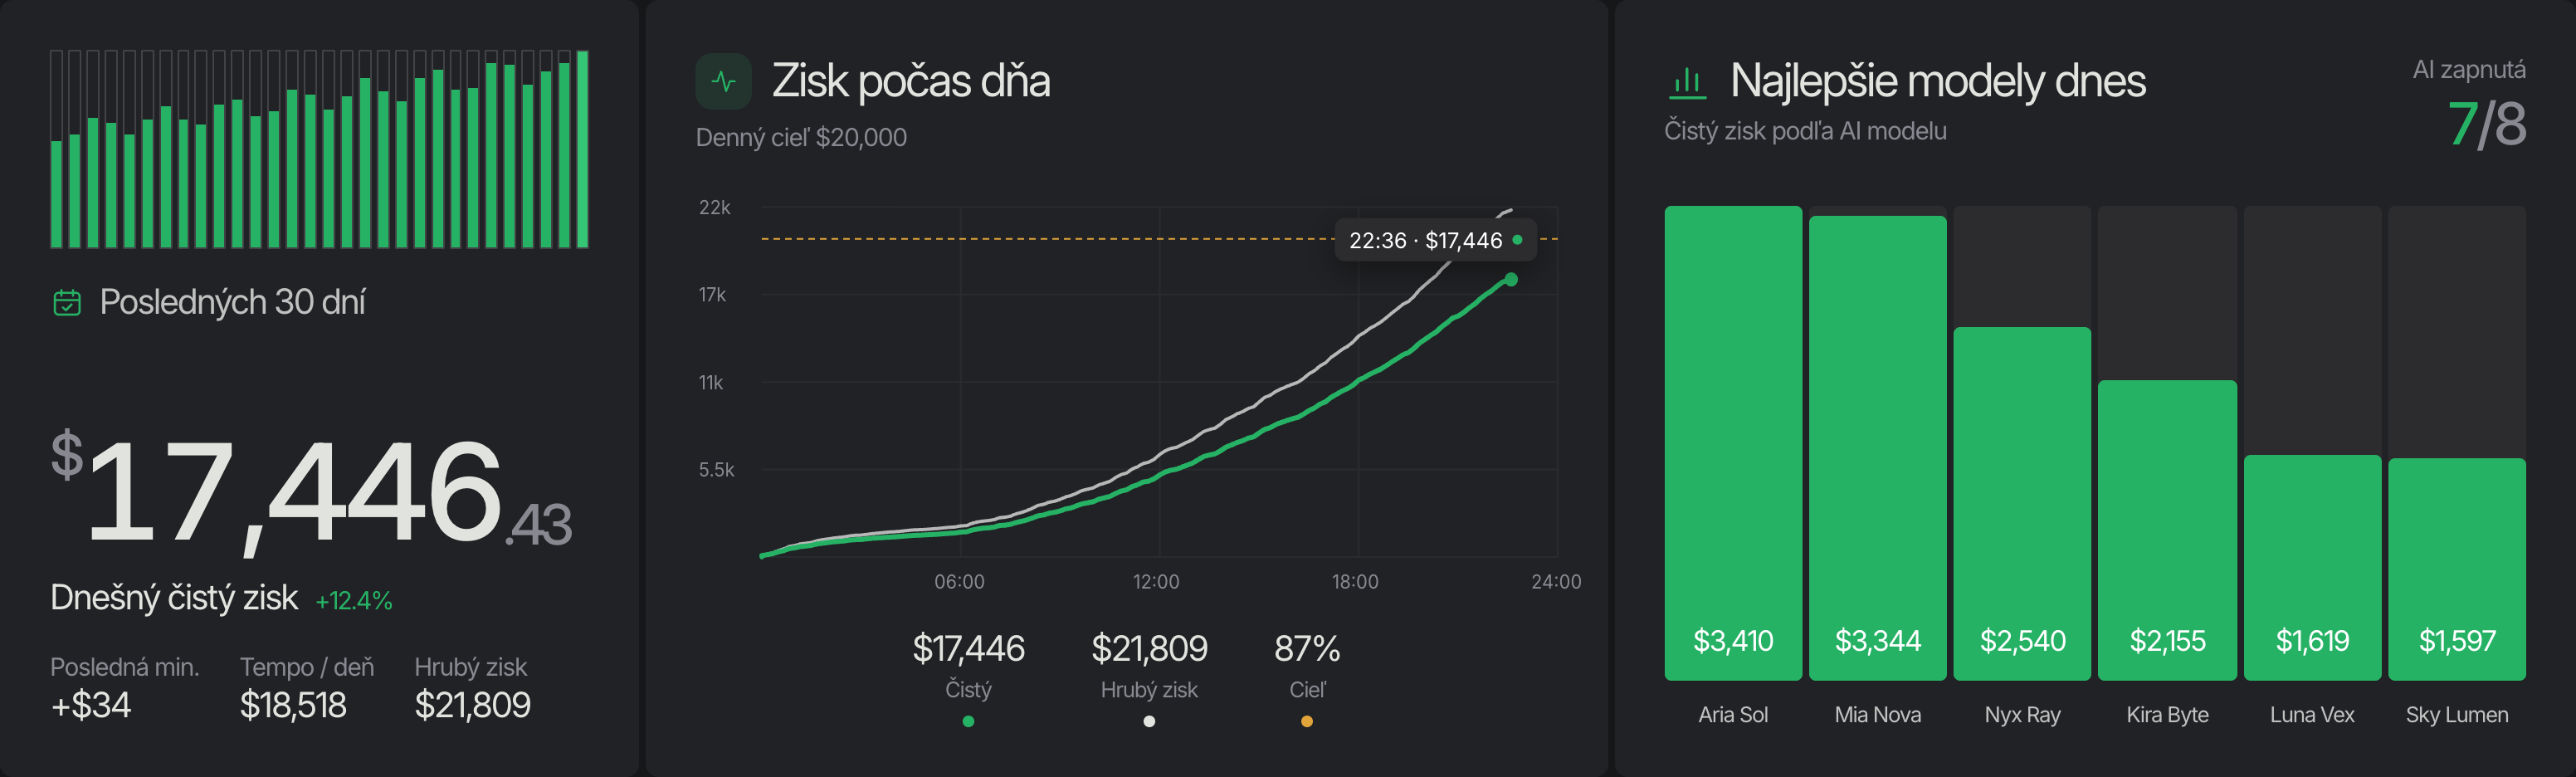 Posledných 30 dní
$17,446.43
Dnešný čistý zisk +12.4%
Posledná min. Tempo / deň Hrubý zisk
+$34 $18,518 $21,809
Zisk počas dňa
Denný cieľ $20,000
22k
17k
11k
5.5k
22:36 · $17,446
06:00 12:00 18:00 24:00
$17,446 $21,809 87%
Čistý Hrubý zisk Cieľ
Najlepšie modely dnes
Čistý zisk podľa AI modelu
AI zapnutá
7/8
$3,410 $3,344 $2,540 $2,155 $1,619 $1,597
Aria Sol Mia Nova Nyx Ray Kira Byte Luna Vex Sky Lumen